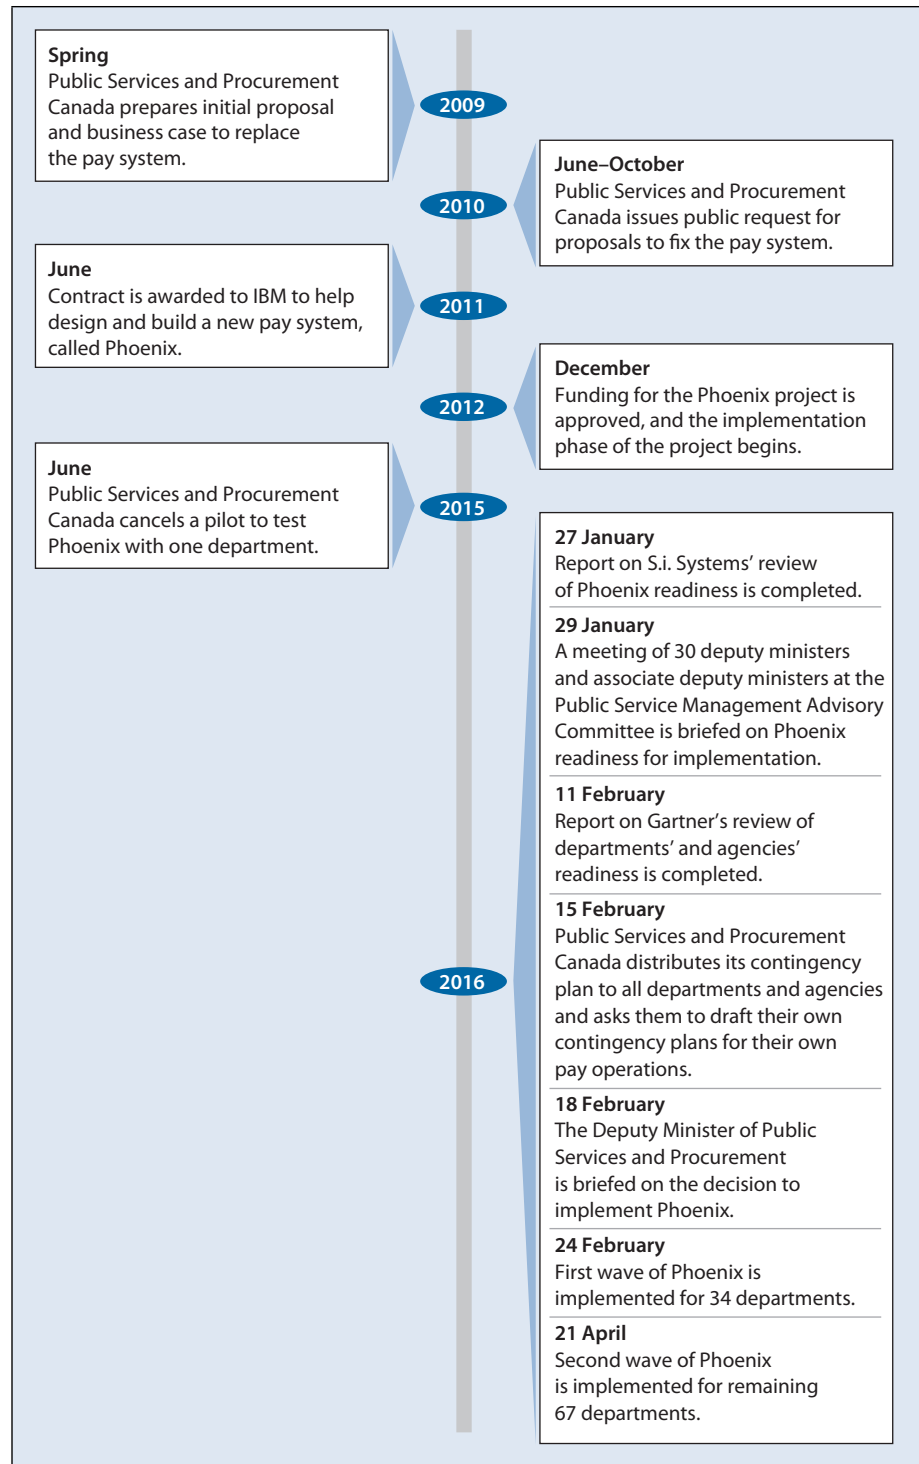 Spring
Public Services and Procurement
Canada prepares initial proposal
and business case to replace
the pay system.
2009
June–October
Public Services and Procurement
Canada issues public request for
proposals to fix the pay system.
2010
June
Contract is awarded to IBM to help
design and build a new pay system,
called Phoenix.
2011
December
Funding for the Phoenix project is
approved, and the implementation
phase of the project begins.
2012
June
Public Services and Procurement
Canada cancels a pilot to test
Phoenix with one department.
2015
27 January
Report on S.i. Systems’ review
of Phoenix readiness is completed.
29 January
A meeting of 30 deputy ministers
and associate deputy ministers at the
Public Service Management Advisory
Committee is briefed on Phoenix
readiness for implementation.
11 February
Report on Gartner’s review of
departments’ and agencies’
readiness is completed.
15 February
Public Services and Procurement
Canada distributes its contingency
plan to all departments and agencies
and asks them to draft their own
contingency plans for their own
pay operations.
2016
18 February
The Deputy Minister of Public
Services and Procurement
is briefed on the decision to
implement Phoenix.
24 February
First wave of Phoenix is
implemented for 34 departments.
21 April
Second wave of Phoenix
is implemented for remaining
67 departments.